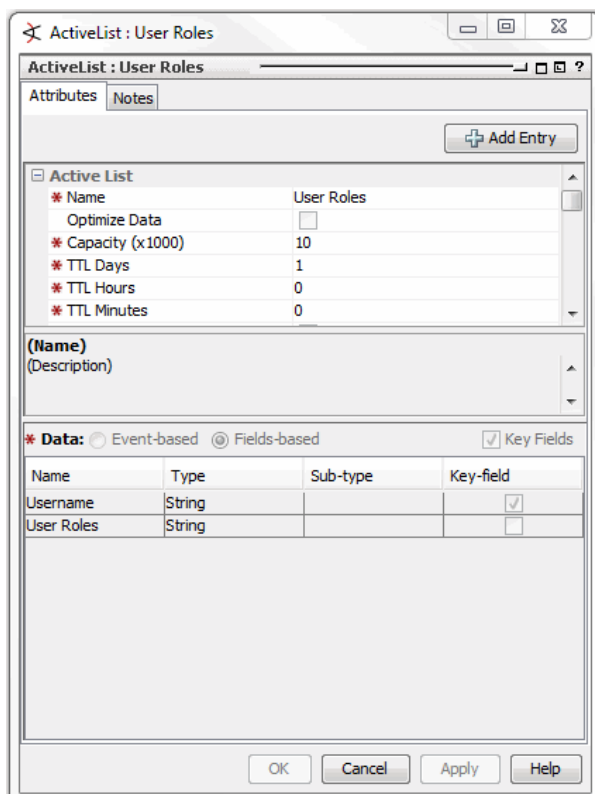 ActiveList : User Roles
ActiveList : User Roles ?
Attributes Notes
Add Entry
Active List
* Name User Roles
Optimize Data
* Capacity (x1000) 10
* TTL Days 1
* TTL Hours 0
* TTL Minutes 0
(Name)
(Description)
* Data: Event-based Fields-based Key Fields
Name Type Sub-type Key-field
Username String
User Roles String
OK Cancel Apply Help